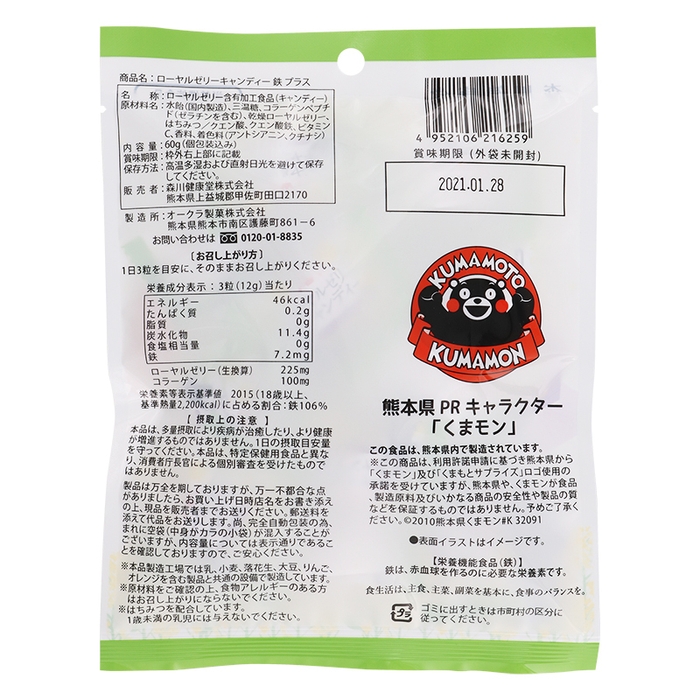 商品名：ローヤルゼリーキャンディー 鉄 プラス
名　称：ローヤルゼリー含有加工食品（キャンディー）
原材料名：水飴（国内製造）、三温糖、コラーゲンペプチ
ド（ゼラチンを含む）、乾燥ローヤルゼリー、
はちみつ／クエン酸、クエン酸鉄、ビタミン
C、香料、着色料（アントシアニン、クチナシ）
内 容 量：60g（個包装込み）
賞味期限：枠外右上部に記載
保存方法：高温多湿および直射日光を避けて保存
してください。
販 売 者：森川健康堂株式会社
熊本県上益城郡甲佐町田口2170
製 造 所：オークラ製菓株式会社
熊本県熊本市南区護藤町861－6
お問い合わせは 0120-01-8835
［お召し上がり方］
1日3粒を目安に、そのままお召し上がりください。
栄養成分表示：3粒（12g）当たり
エネルギー 46kcal
たんぱく質 0.2g
脂質 0g
炭水化物 11.4g
食塩相当量 0g
鉄 7.2mg
ローヤルゼリー（生換算） 225mg
コラーゲン 100mg
栄養素等表示基準値 2015（18歳以上、
基準熱量2,200kcal）に占める割合：鉄106%
［ 摂取上の注意 ］
本品は、多量摂取により疾病が治癒したり、より健康
が増進するものではありません。1日の摂取目安量
を守ってください。本品は、特定保健用食品と異な
り、消費者庁長官による個別審査を受けたもので
はありません。
製品は万全を期しておりますが、万一不都合な点
がありましたら、お買い上げ日時店名をお書き添え
の上、現品を販売者までお送りください。郵送料を
添えて代品をお送りします。尚、完全自動包装の為、
まれに空袋（中身がカラの小袋）が混入することが
ございますが、内容量については表示通りであるこ
とを確認しておりますので、ご安心ください。
※本品製造工場では乳、小麦、落花生、大豆、りんご、
オレンジを含む製品と共通の設備で製造しています。
※原材料をご確認の上、食物アレルギーのある方
はお召し上がりにならないでください。
※はちみつを配合しています。
1歳未満の乳児には与えないでください。
4 952106 216259
賞味期限（外袋未開封）
2021.01.28
KUMAMOTO
KUMAMON
熊本県 PR キャラクター
「くまモン」
この食品は、熊本県内で製造されています。
※この商品は、利用許諾申請に基づき熊本県から
「くまモン」及び「くまもとサプライズ」ロゴ使用の
承諾を受けていますが、熊本県や、くまモンが食品
、製造原料及びいかなる商品の安全性や製品の質
などを保証するものではありません。予めご了承く
ださい。©2010熊本県くまモン#K 32091
●表面イラストはイメージです。
【栄養機能食品（鉄）】
鉄は、赤血球を作るのに必要な栄養素です。
食生活は、主食、主菜、副菜を基本に、食事のバランスを。
プラ
ゴミに出すときは市町村の区分に
従ってください。